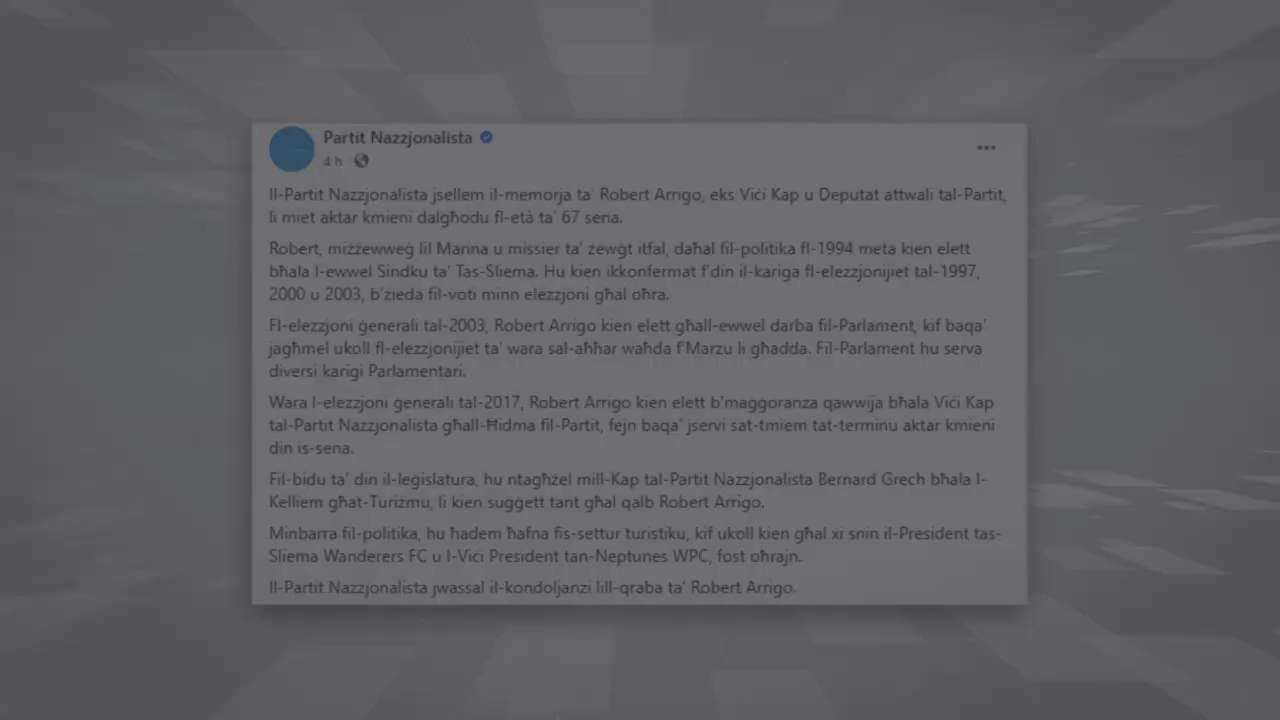 Partit Nazzjonalista
4 h
Il-Partit Nazzjonalista jsellem il-memorja ta' Robert Arrigo, eks Viċi Kap u Deputat attwali tal-Partit,
li miet aktar kmieni dalgħodu fl-età ta' 67 sena.
Robert, miżżewweġ lil Marina u missier ta' żewġt itfal, daħal fil-politika fl-1994 meta kien elett
bħala l-ewwel Sindku ta' Tas-Sliema. Hu kien ikkonfermat f'din il-kariga fl-elezzjonijiet tal-1997,
2000 u 2003, b'żieda fil-voti minn elezzjoni għal oħra.
Fl-elezzjoni ġenerali tal-2003, Robert Arrigo kien elett għall-ewwel darba fil-Parlament, kif baqa'
jagħmel ukoll fl-elezzjonijiet ta' wara sal-aħħar waħda f'Marzu li għadda. Fil-Parlament hu serva
diversi karigi Parlamentari.
Wara l-elezzjoni ġenerali tal-2017, Robert Arrigo kien elett b'maġġoranza qawwija bħala Viċi Kap
tal-Partit Nazzjonalista għall-Ħidma fil-Partit, fejn baqa' jservi sat-tmiem tat-terminu aktar kmieni
din is-sena.
Fil-bidu ta' din il-leġislatura, hu ntagħżel mill-Kap tal-Partit Nazzjonalista Bernard Grech bħala l-
Kelliem għat-Turiżmu, li kien suġġett tant għal qalb Robert Arrigo.
Minbarra fil-politika, hu ħadem ħafna fis-settur turistiku, kif ukoll kien għal xi snin il-President tas-
Sliema Wanderers FC u l-Viċi President tan-Neptunes WPC, fost oħrajn.
Il-Partit Nazzjonalista jwassal il-kondoljanzi lill-qraba ta' Robert Arrigo.